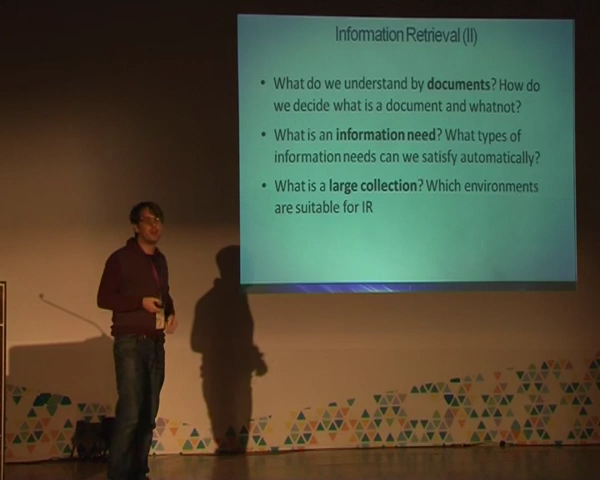 Information Retrieval (II)
• What do we understand by documents? How do
we decide what is a document and whatnot?
• What is an information need? What types of
information needs can we satisfy automatically?
• What is a large collection? Which environments
are suitable for IR